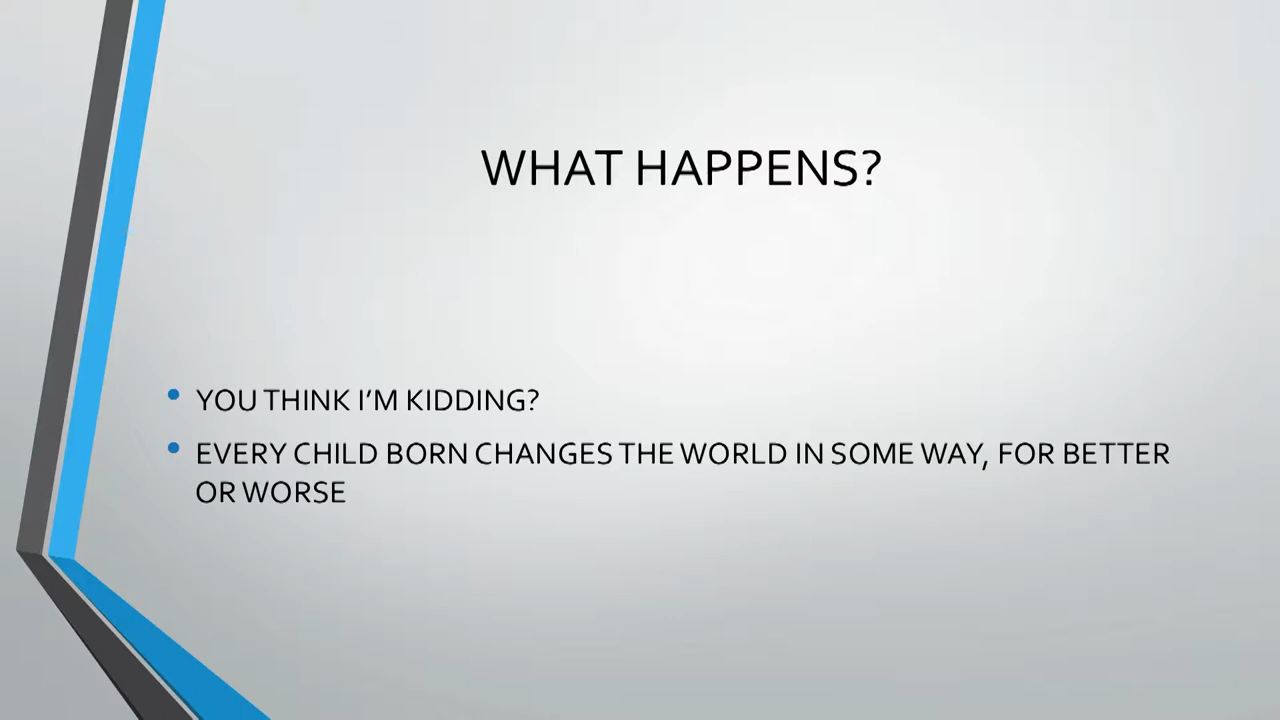 WHAT HAPPENS?
• YOU THINK I'M KIDDING?
• EVERY CHILD BORN CHANGES THE WORLD IN SOME WAY, FOR BETTER
OR WORSE